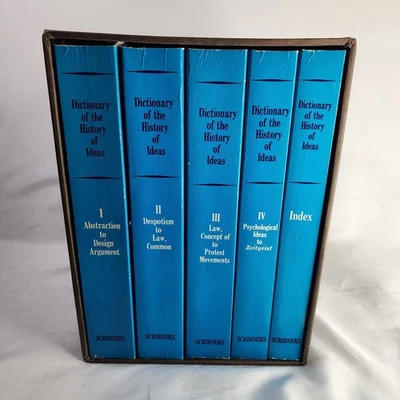 Dictionary
of the
History
of Ideas
I
Abstraction
to
Design
Argument
SCRIBNERS
Dictionary
of the
History
of Ideas
II
Despotism
to
Law,
Common
SCRIBNERS
Dictionary
of the
History
of Ideas
III
Law,
Concept of
to
Protest
Movements
SCRIBNERS
Dictionary
of the
History
of Ideas
IV
Psychological
Ideas
to
Zeitgeist
SCRIBNERS
Dictionary
of the
History
of Ideas
Index
SCRIBNERS